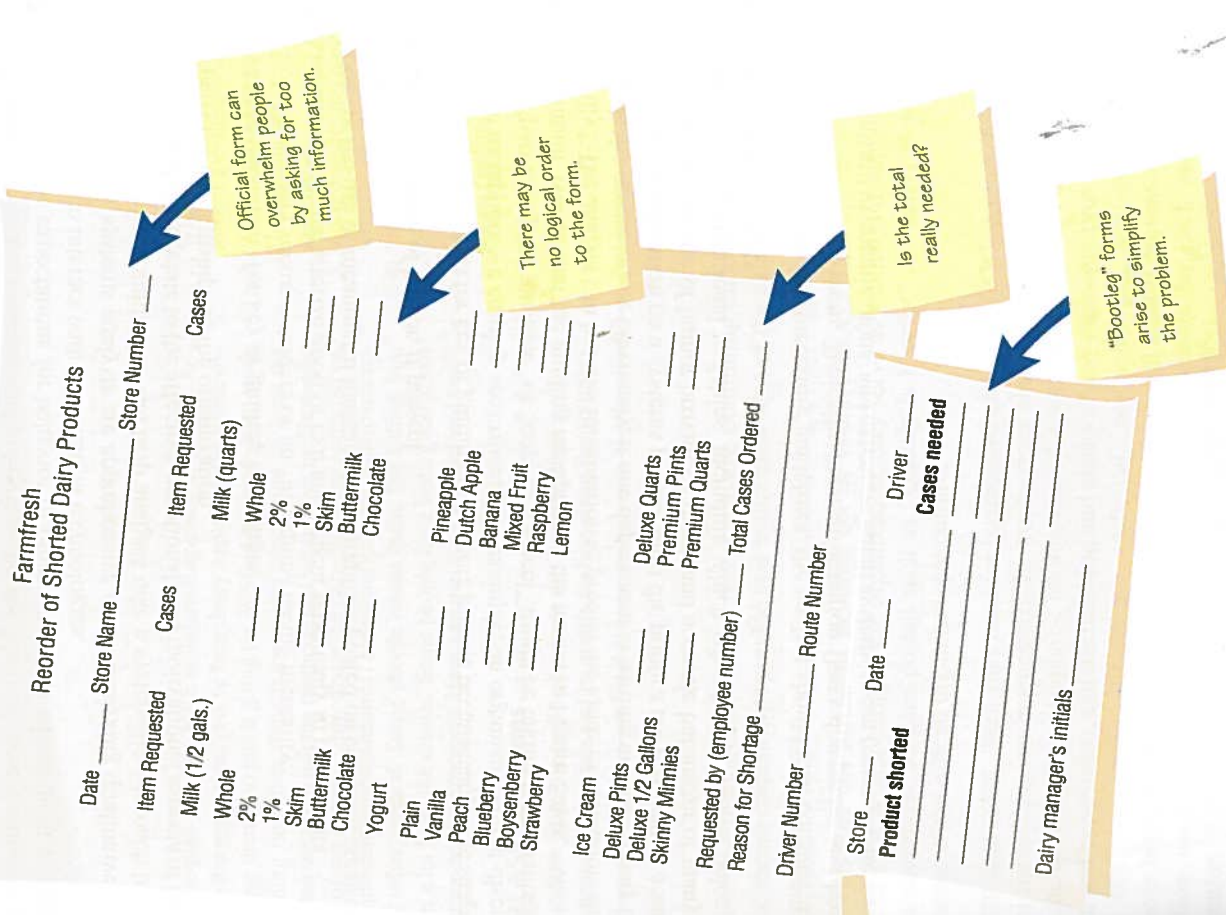 Farmfresh
Reorder of Shorted Dairy Products
Date Store Name Store Number
Item Requested Cases Item Requested Cases
Milk (1/2 gals.) Milk (quarts)
Whole Whole
2% 2%
1% 1%
Skim Skim
Buttermilk Buttermilk
Chocolate Chocolate
Yogurt
Plain Pineapple
Vanilla Dutch Apple
Peach Banana
Blueberry Mixed Fruit
Boysenberry Raspberry
Strawberry Lemon
Ice Cream
Deluxe Pints Deluxe Quarts
Deluxe 1/2 Gallons Premium Pints
Skinny Minnies Premium Quarts
Requested by (employee number) Total Cases Ordered
Reason for Shortage
Driver Number Route Number
Official form can
overwhelm people
by asking for too
much information.
There may be
no logical order
to the form.
Is the total
really needed?
Store Date Driver
Product shorted Cases needed
Dairy manager's initials
"Bootleg" forms
arise to simplify
the problem.